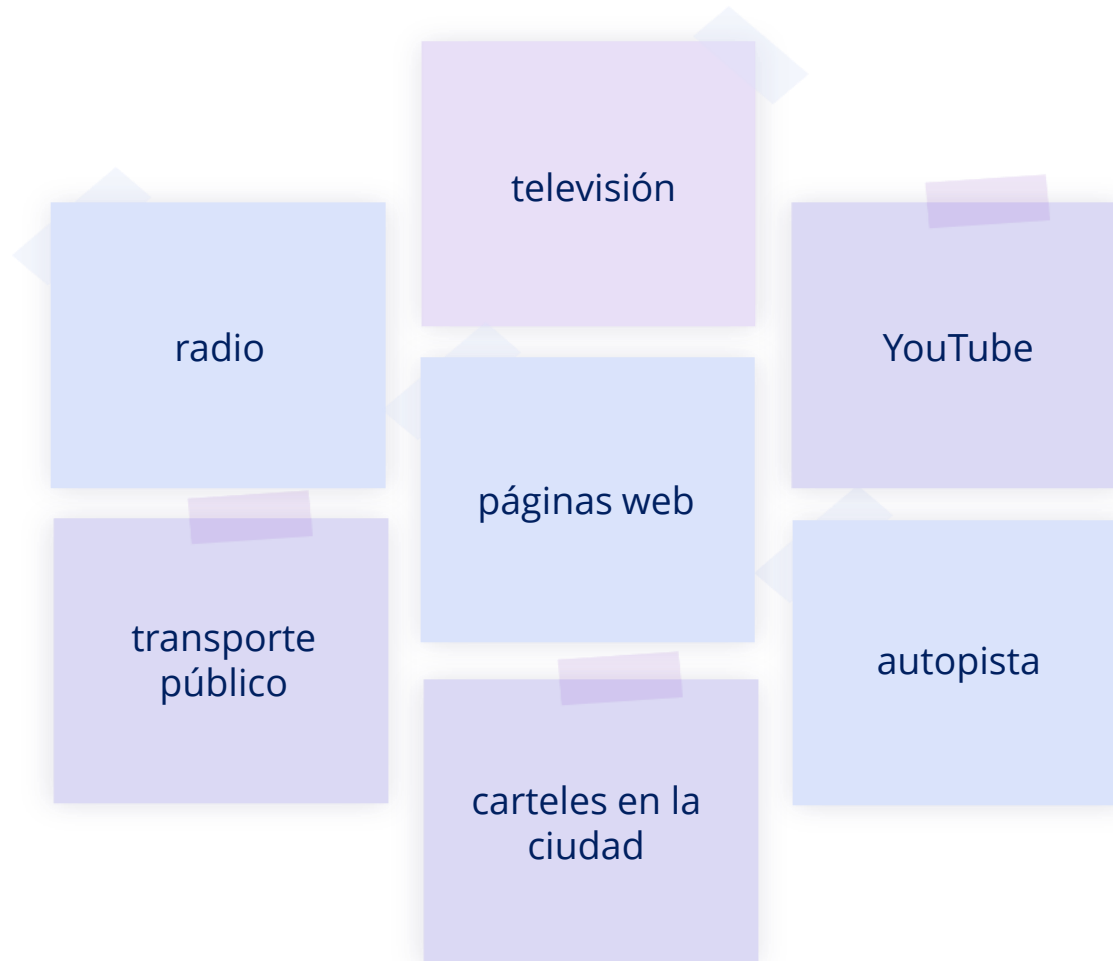 televisión
radio
YouTube
páginas web
transporte
público
autopista
carteles en la
ciudad